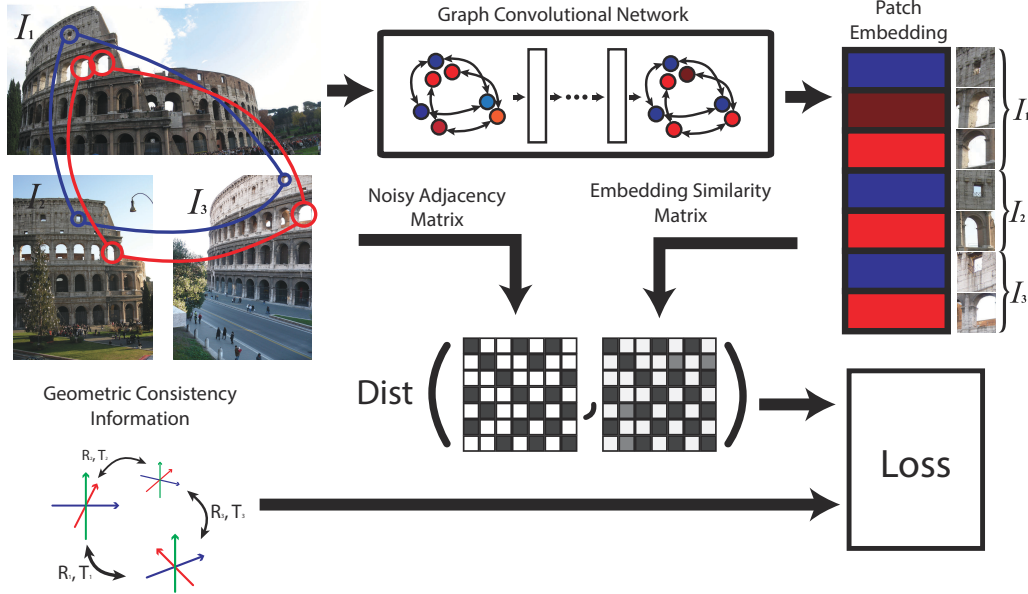 Graph Convolutional Network
Patch
Embedding
I₁
I₁
I₂
I₃
Noisy Adjacency
Matrix
Embedding Similarity
Matrix
I₂
I₃
Geometric Consistency
Information
Dist ( , )
Loss
R₂, T₂
R₃, T₃
R₁, T₁